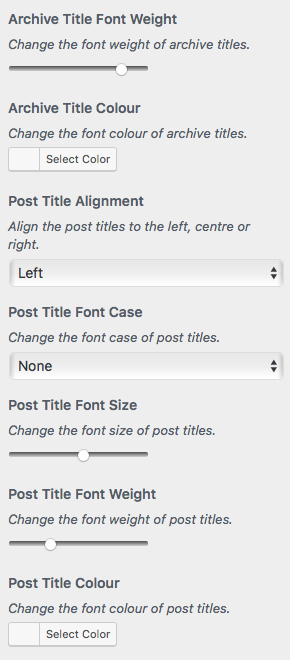 Archive Title Font Weight
Change the font weight of archive titles.
Archive Title Colour
Change the font colour of archive titles.
Select Color
Post Title Alignment
Align the post titles to the left, centre or
right.
Left
Post Title Font Case
Change the font case of post titles.
None
Post Title Font Size
Change the font size of post titles.
Post Title Font Weight
Change the font weight of post titles.
Post Title Colour
Change the font colour of post titles.
Select Color